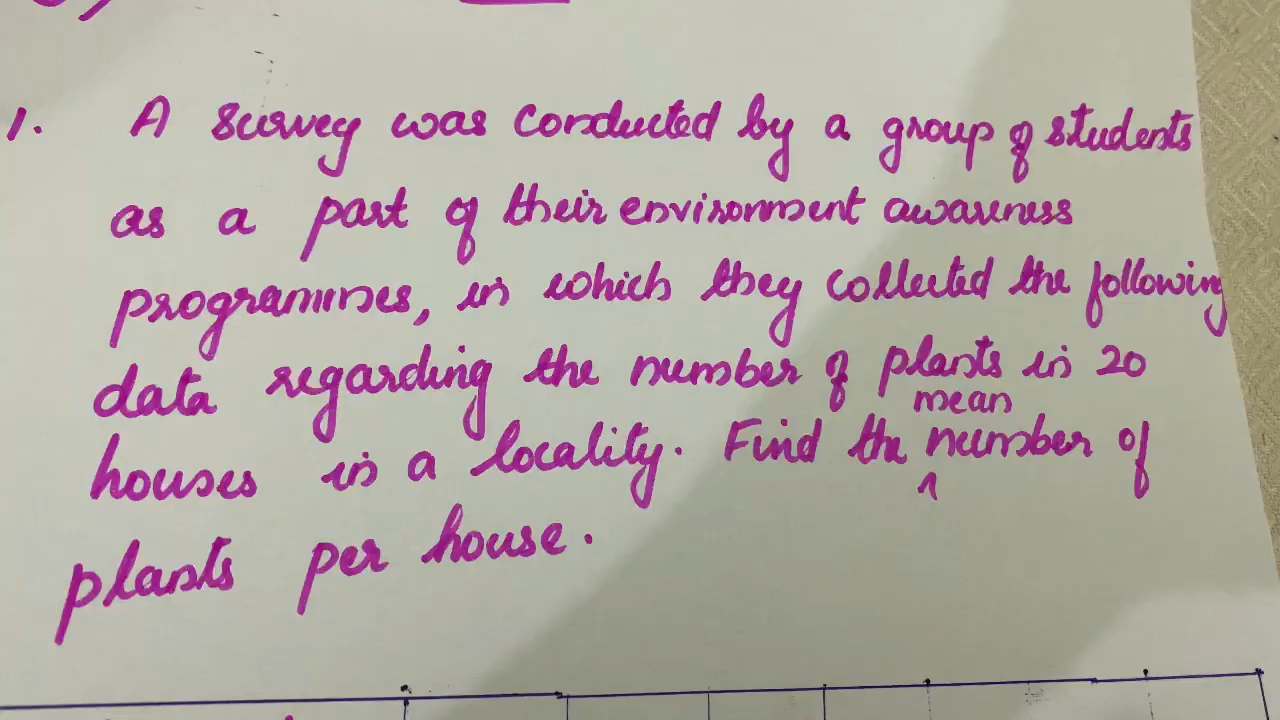 1. A survey was conducted by a group of students
as a part of their environment awareness
programmes, in which they collected the following
data regarding the number of plants in 20
houses in a locality. Find the mean number of
plants per house.